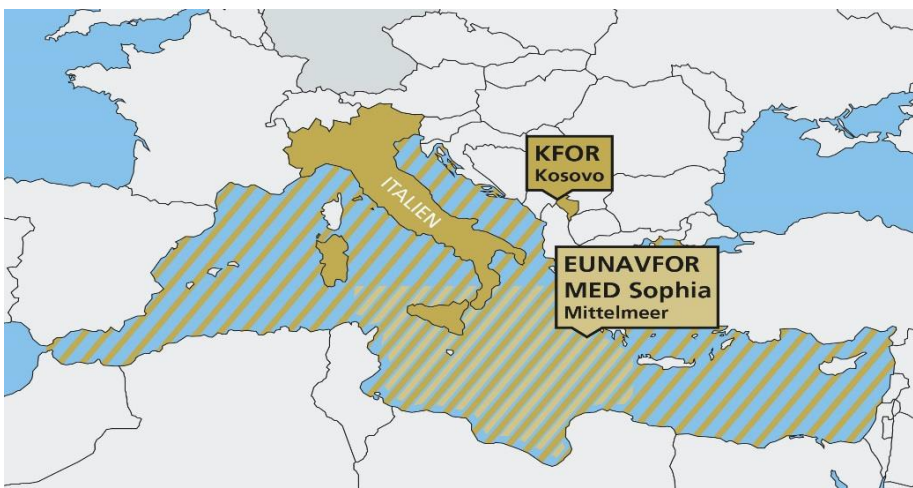 KFOR
Kosovo
ITALIEN
EUNAVFOR
MED Sophia
Mittelmeer